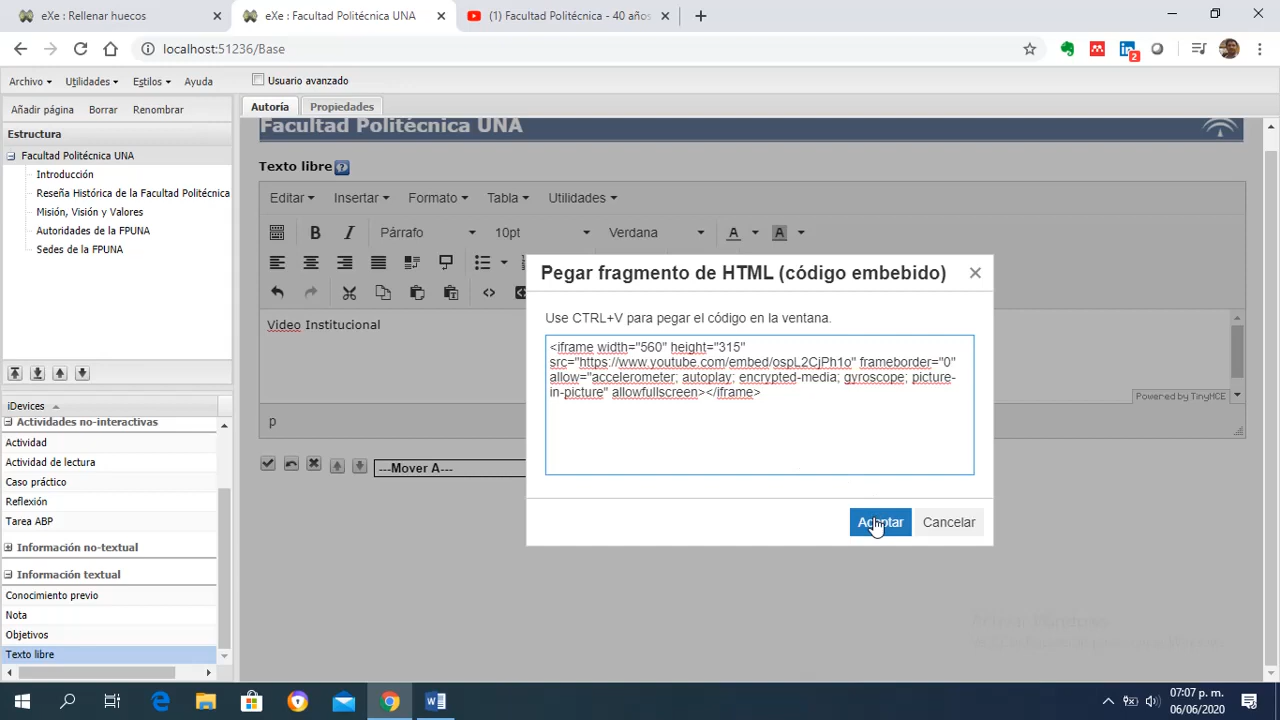 eXe : Rellenar huecos
eXe : Facultad Politécnica UNA
(1) Facultad Politécnica - 40 años
localhost:51236/Base
2
Archivo
Utilidades
Estilos
Ayuda
Usuario avanzado
Añadir página
Borrar
Renombrar
Autoría
Propiedades
Estructura
Facultad Politécnica UNA
Introducción
Reseña Histórica de la Facultad Politécnica
Misión, Visión y Valores
Autoridades de la FPUNA
Sedes de la FPUNA
Facultad Politécnica UNA
Texto libre
Editar
Insertar
Formato
Tabla
Utilidades
B I Párrafo 10pt Verdana A A
Video Institucional
p
Powered by TinyMCE
---Mover A---
Pegar fragmento de HTML (código embebido)
Use CTRL+V para pegar el código en la ventana.
<iframe width="560" height="315"
src="https://www.youtube.com/embed/ospL2CjPh1o" frameborder="0"
allow="accelerometer; autoplay; encrypted-media; gyroscope; picture-
in-picture" allowfullscreen></iframe>
Aceptar
Cancelar
iDevices
Actividades no-interactivas
Actividad
Actividad de lectura
Caso práctico
Reflexión
Tarea ABP
Información no-textual
Información textual
Conocimiento previo
Nota
Objetivos
Texto libre
07:07 p. m.
06/06/2020